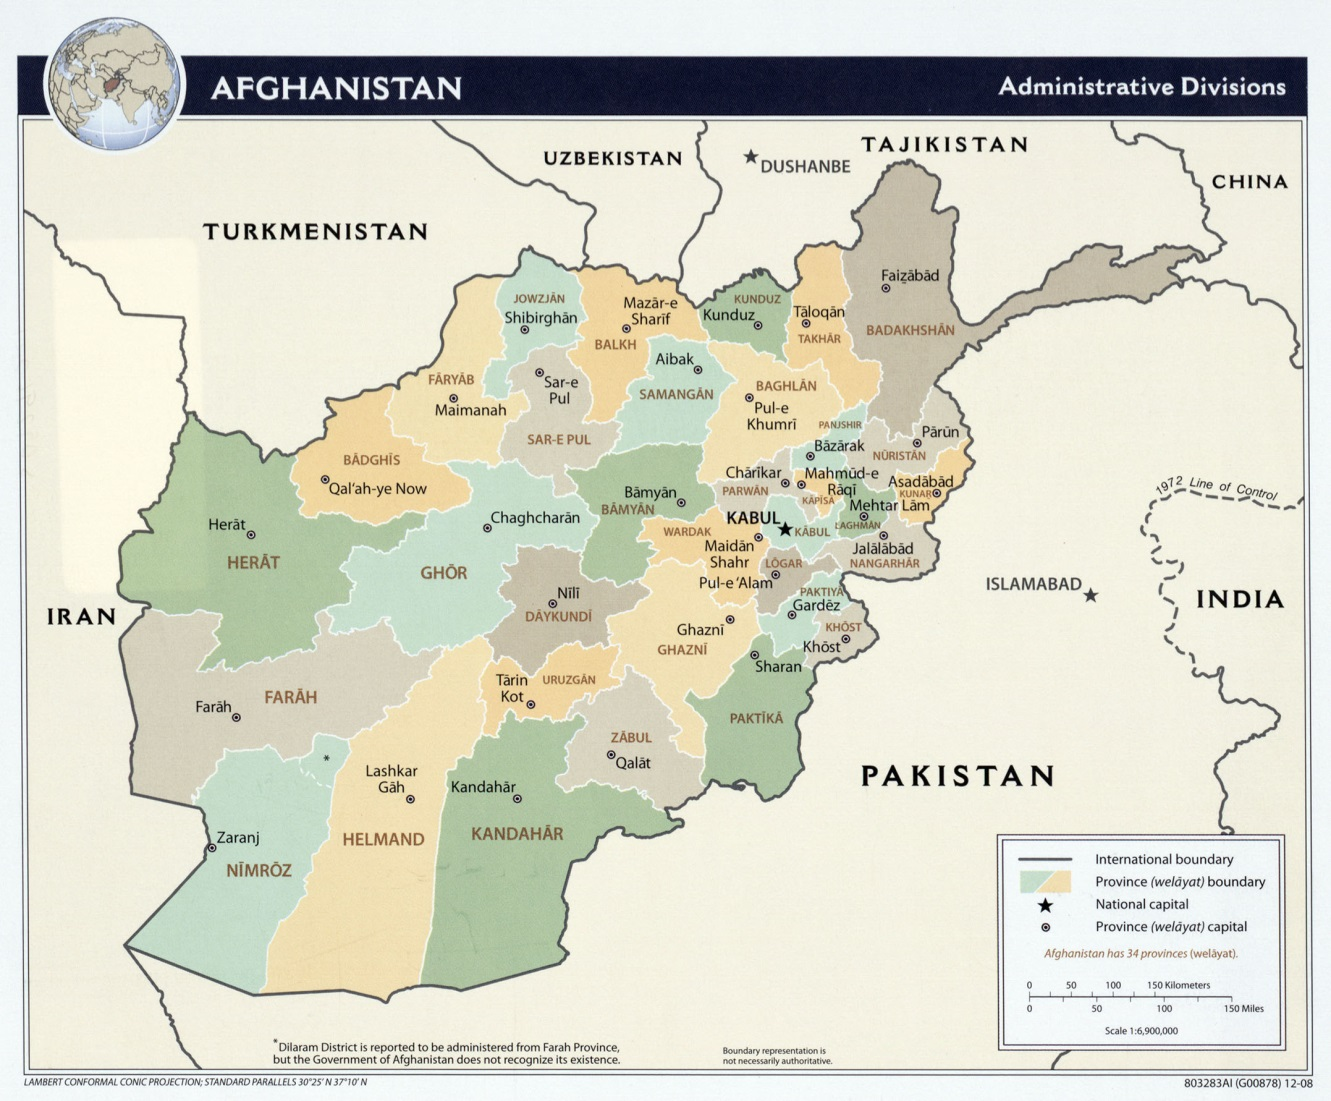 AFGHANISTAN
Administrative Divisions
UZBEKISTAN
DUSHANBE
TAJIKISTAN
CHINA
TURKMENISTAN
Faiẕābād
JOWZJĀN
Shibirghān
Mazār-e
Sharīf
BALKH
KUNDUZ
Kunduz
Tāloqān
TAKHĀR
BADAKHSHĀN
Aibak
SAMANGĀN
FĀRYĀB
Maimanah
Sar-e
Pul
SAR-E PUL
BAGHLĀN
Pul-e
Khumrī
PANJSHIR
Bāzārak
Pārūn
NŪRISTĀN
BĀDGHĪS
Qal‘ah-ye Now
Chārīkar
PARWĀN
Mahmūd-e
Rāqī
KĀPĪSA
Asadābād
KUNAR
Mehtar Lām
LAGHMĀN
1972 Line of Control
Herāt
HERĀT
Chaghcharān
GHŌR
Bāmyān
BĀMYĀN
KABUL
KĀBUL
WARDAK
Maidān
Shahr
LŌGAR
Pul-e ‘Alam
Jalālābād
NANGARHĀR
ISLAMABAD
INDIA
IRAN
Nīlī
DĀYKUNDĪ
PAKTIYĀ
Gardēz
Ghaznī
GHAZNĪ
KHŌST
Khōst
Sharan
PAKTĪKĀ
Tārin
Kot
URUZGĀN
Farāh
FARĀH
ZĀBUL
Qalāt
*
Lashkar
Gāh
HELMAND
Kandahār
KANDAHĀR
PAKISTAN
Zaranj
NĪMRŌZ
International boundary
Province (welāyat) boundary
National capital
Province (welāyat) capital
Afghanistan has 34 provinces (welāyat).
0 50 100 150 Kilometers
0 50 100 150 Miles
Scale 1:6,900,000
*Dilaram District is reported to be administered from Farah Province,
but the Government of Afghanistan does not recognize its existence.
Boundary representation is
not necessarily authoritative.
LAMBERT CONFORMAL CONIC PROJECTION; STANDARD PARALLELS 30°25' N 37°10' N
803283AI (G00878) 12-08